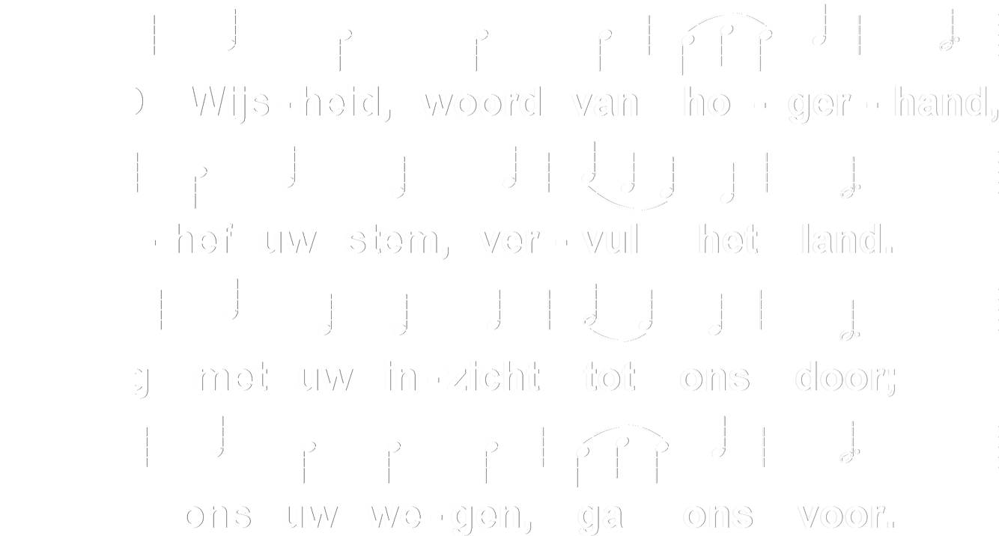 O Wijs - heid, woord van ho - ger - hand,
- hef uw stem, ver - vul het land.
g met uw in - zicht tot ons door;
ons uw we - gen, ga ons voor.